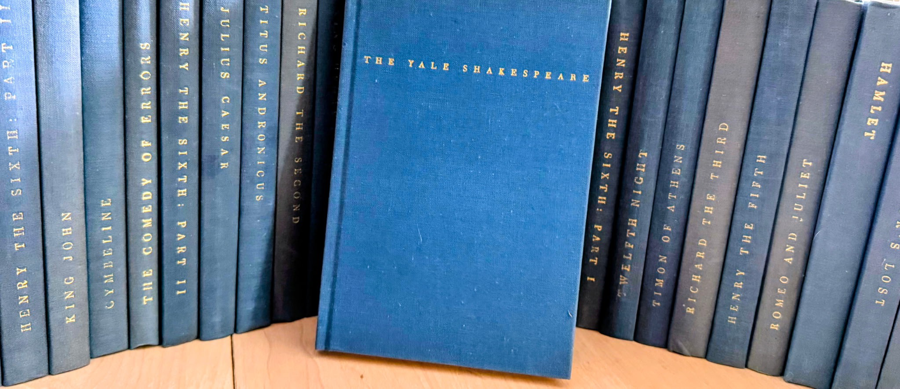 HENRY THE SIXTH: PART II
KING JOHN
CYMBELINE
THE COMEDY OF ERRORS
HENRY THE SIXTH: PART II
JULIUS CAESAR
TITUS ANDRONICUS
RICHARD THE SECOND
THE YALE SHAKESPEARE
HENRY THE SIXTH: PART I
TWELFTH NIGHT
TIMON OF ATHENS
RICHARD THE THIRD
HENRY THE FIFTH
ROMEO AND JULIET
HAMLET
LOST